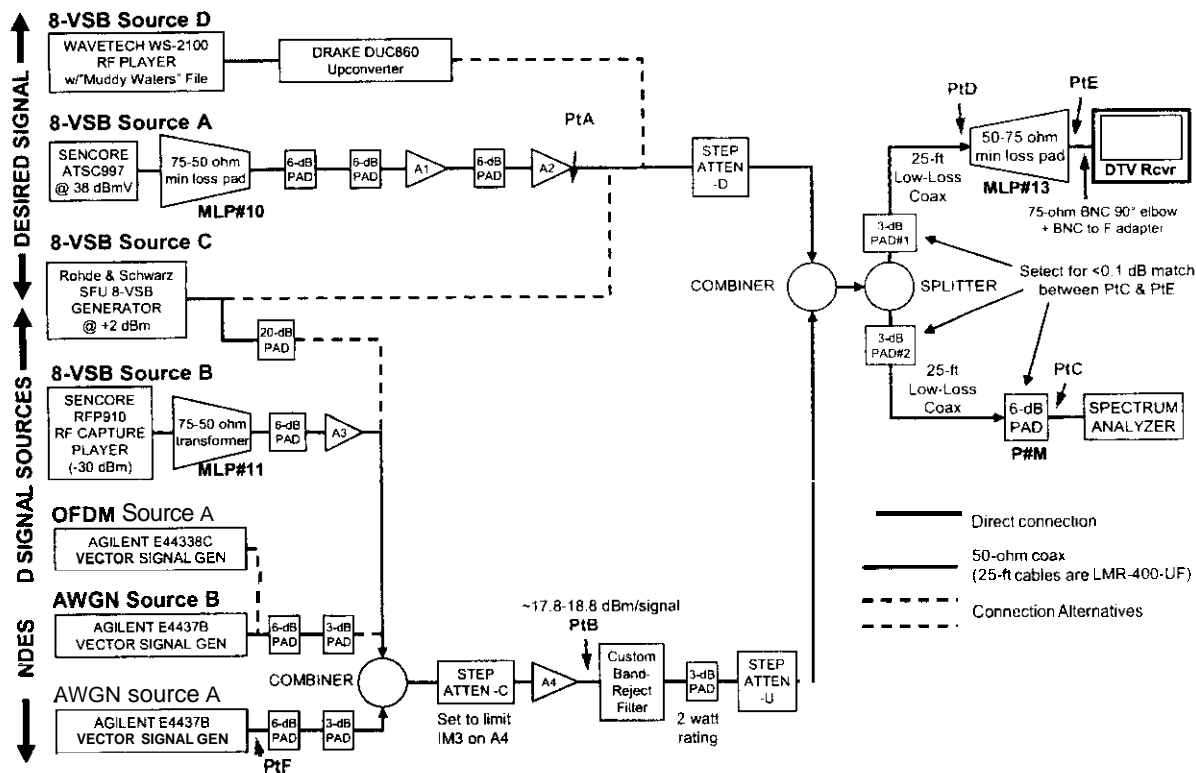 8-VSB Source D
WAVETECH WS-2100
RF PLAYER
w/"Muddy Waters" File
DRAKE DUC860
Upconverter
8-VSB Source A
SENCORE
ATSC997
@ 38 dBmV
75-50 ohm
min loss pad
MLP#10
6-dB
PAD
6-dB
PAD
A1
6-dB
PAD
A2
PtA
STEP
ATTEN
-D
8-VSB Source C
Rohde & Schwarz
SFU 8-VSB
GENERATOR
@ +2 dBm
20-dB
PAD
8-VSB Source B
SENCORE
RFP910
RF CAPTURE
PLAYER
(-30 dBm)
75-50 ohm
transformer
MLP#11
6-dB
PAD
A3
OFDM Source A
AGILENT E44338C
VECTOR SIGNAL GEN
AWGN Source B
AGILENT E4437B
VECTOR SIGNAL GEN
6-dB
PAD
3-dB
PAD
AWGN source A
AGILENT E4437B
VECTOR SIGNAL GEN
PtF
6-dB
PAD
3-dB
PAD
COMBINER
STEP
ATTEN -C
Set to limit
IM3 on A4
A4
~17.8-18.8 dBm/signal
PtB
Custom
Band-
Reject
Filter
3-dB
PAD
2 watt
rating
STEP
ATTEN
-U
COMBINER
SPLITTER
3-dB
PAD#1
25-ft
Low-Loss
Coax
PtD
50-75 ohm
min loss pad
MLP#13
PtE
DTV Rcvr
75-ohm BNC 90° elbow
+ BNC to F adapter
Select for <0.1 dB match
between PtC & PtE
3-dB
PAD#2
25-ft
Low-Loss
Coax
6-dB
PAD
P#M
PtC
SPECTRUM
ANALYZER
Direct connection
50-ohm coax
(25-ft cables are LMR-400-UF)
Connection Alternatives
DESIRED SIGNAL
NDES D SIGNAL SOURCES